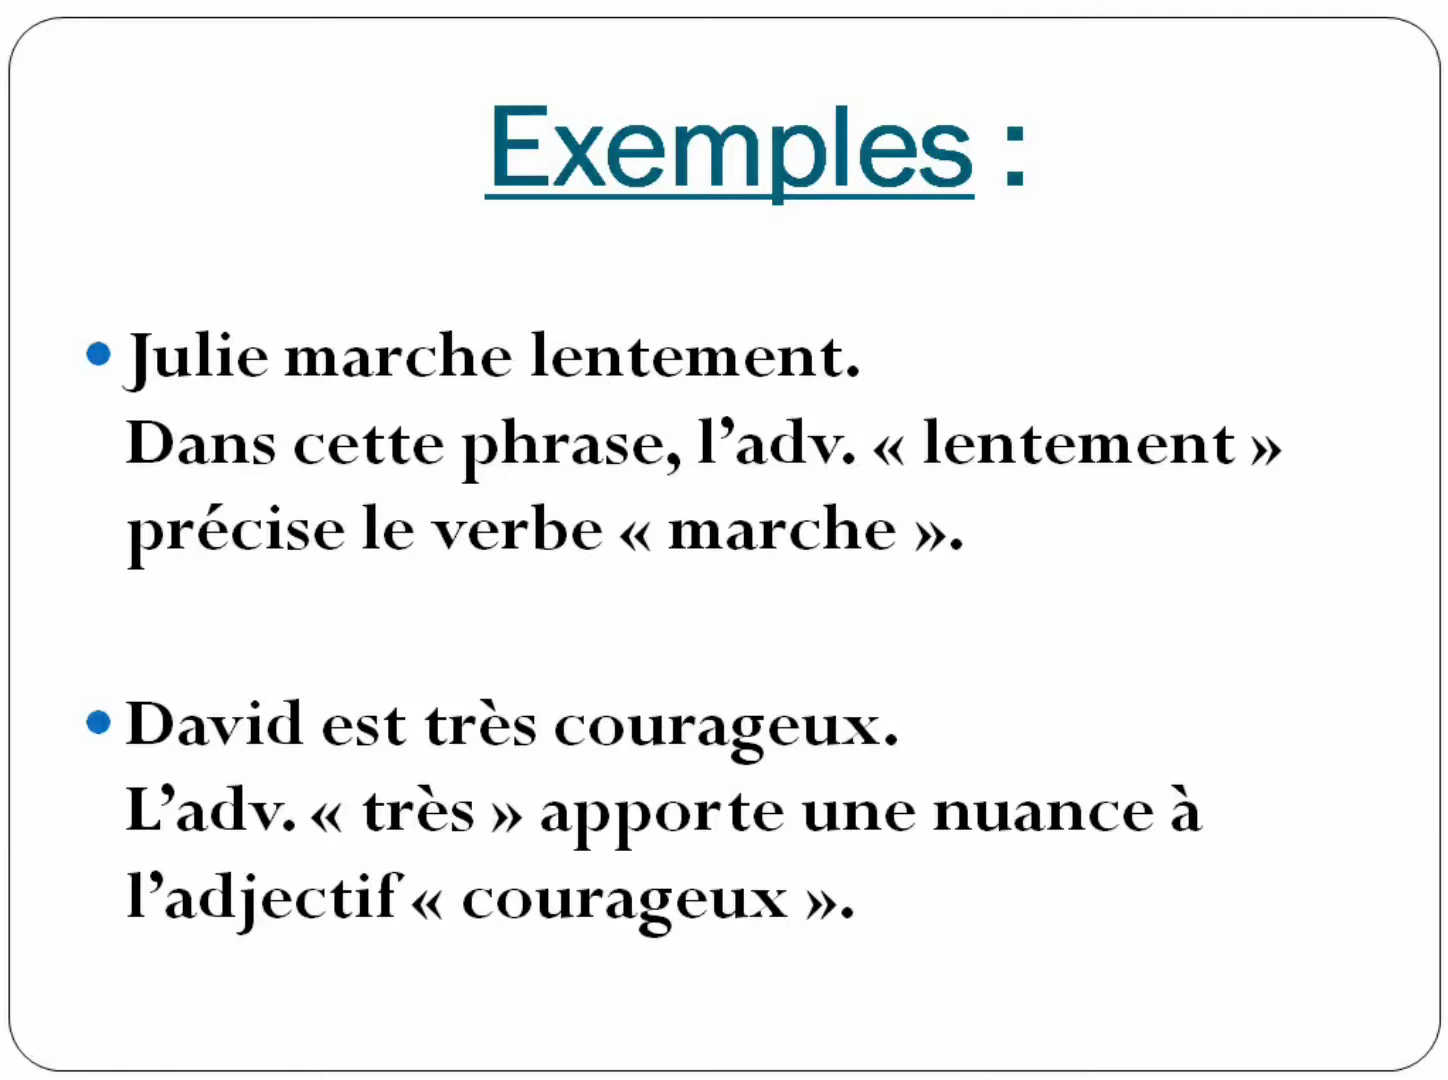 Exemples :
• Julie marche lentement.
Dans cette phrase, l’adv. « lentement »
précise le verbe « marche ».
• David est très courageux.
L’adv. « très » apporte une nuance à
l’adjectif « courageux ».